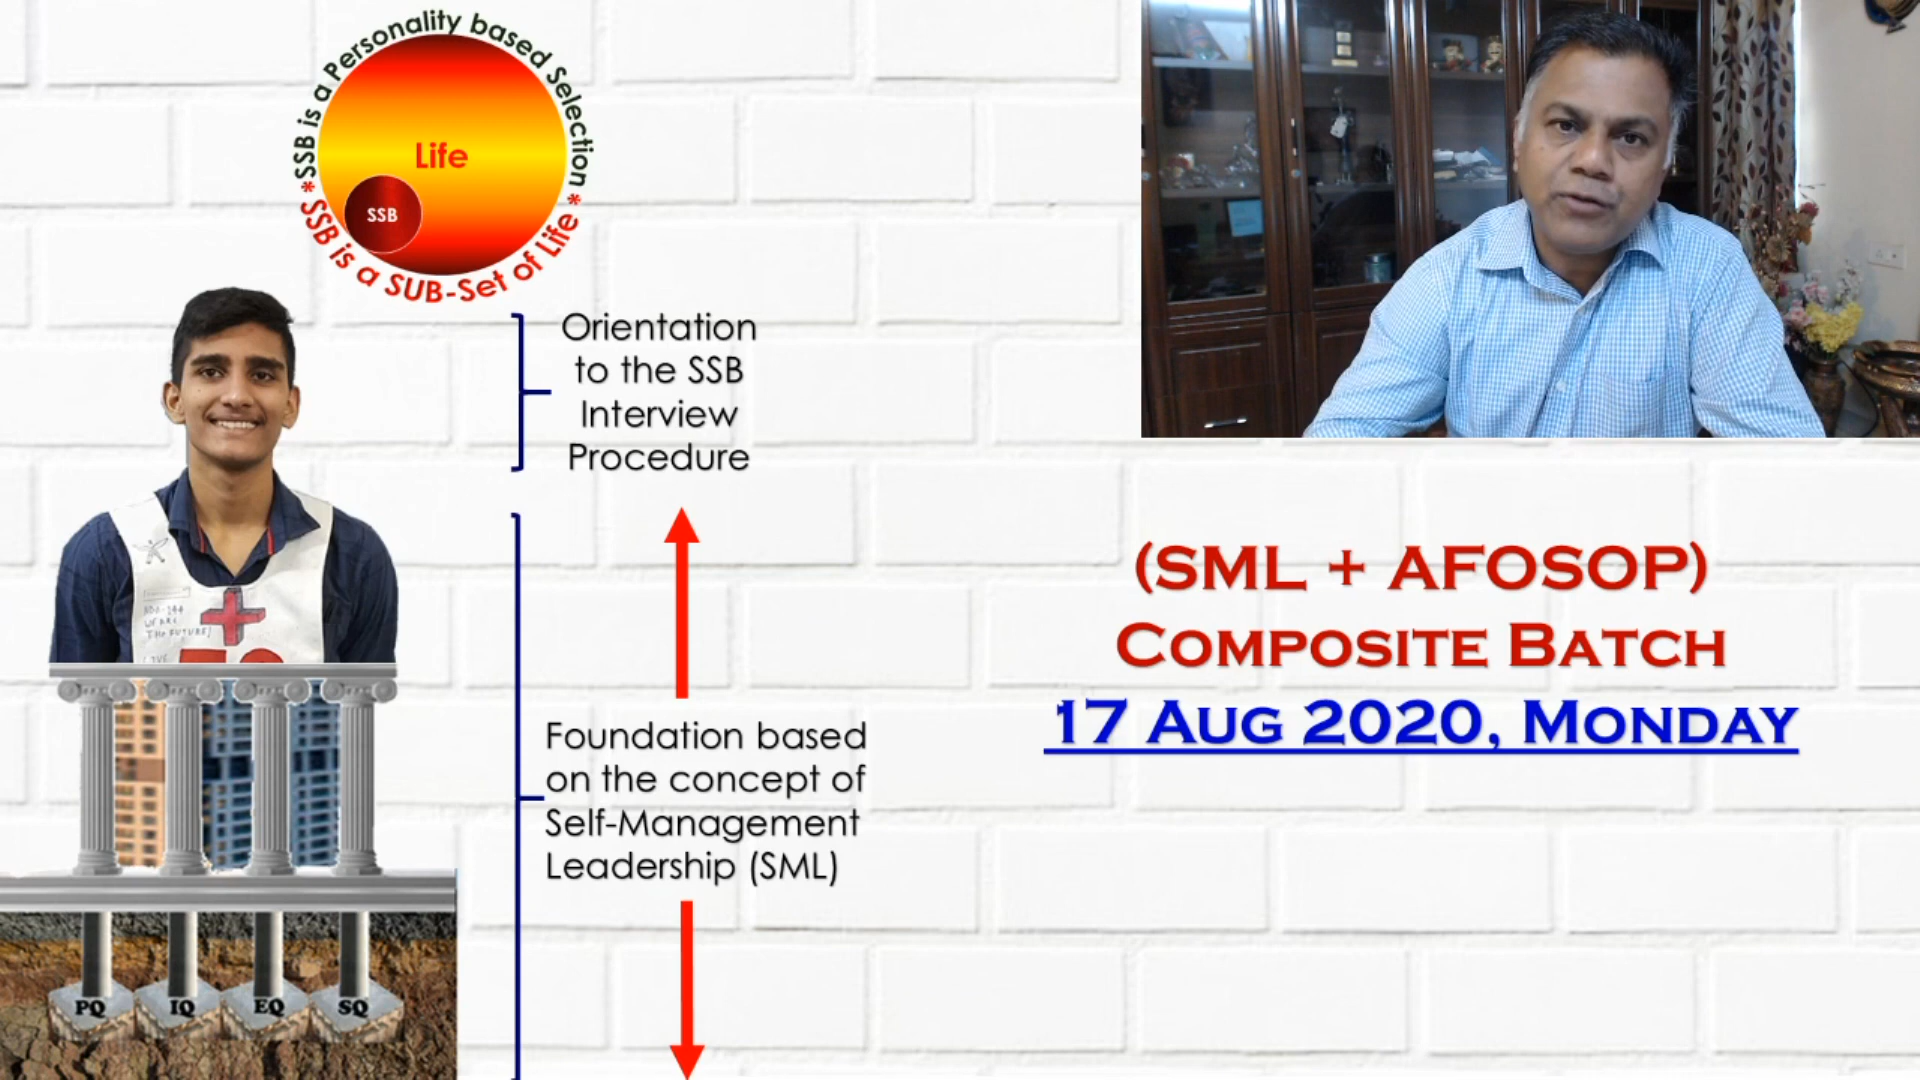 *SSB is a Personality based Selection*
SSB is a SUB-Set of Life
Life
SSB
Orientation
to the SSB
Interview
Procedure
(SML + AFOSOP)
Composite Batch
17 Aug 2020, Monday
THE FUTURE!
Foundation based
on the concept of
Self-Management
Leadership (SML)
PQ
IQ
EQ
SQ